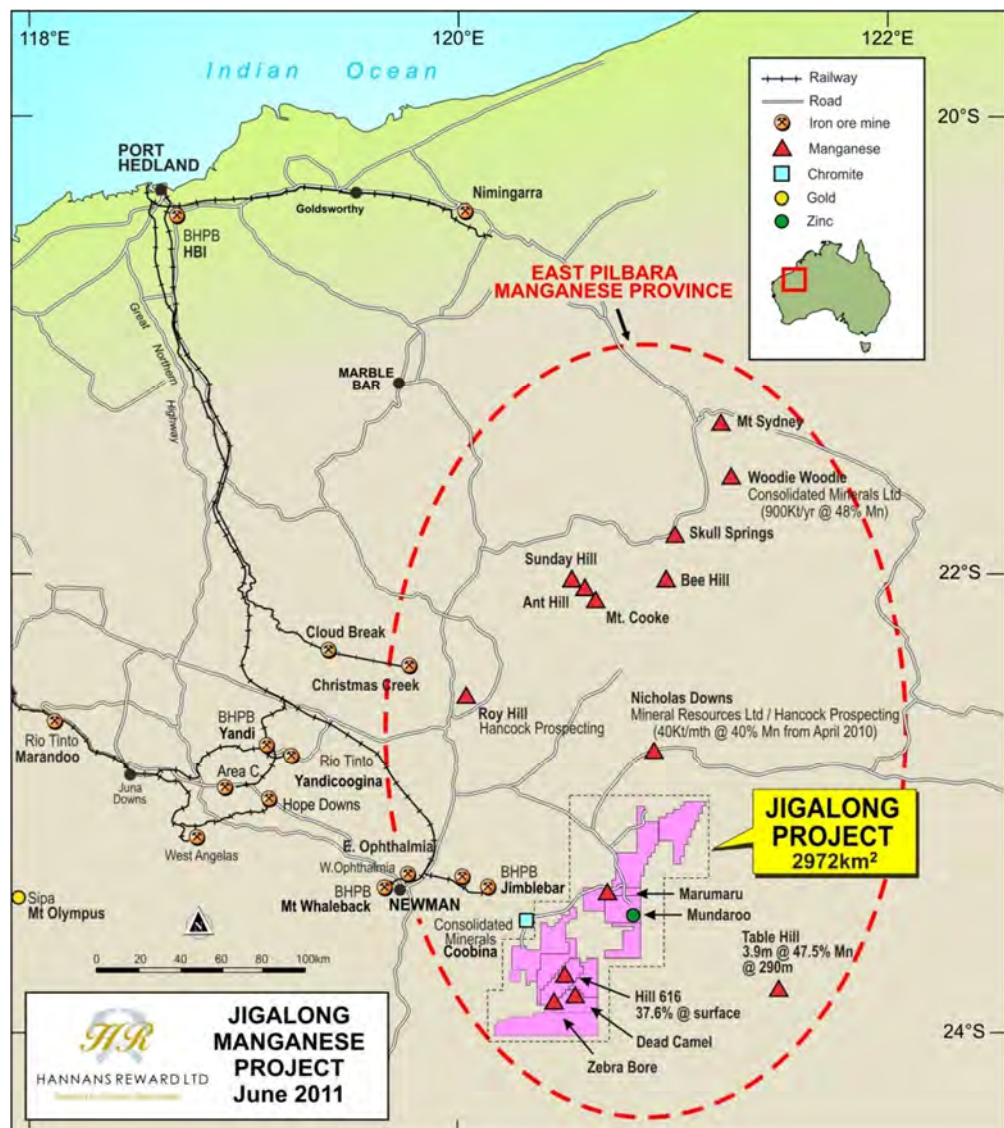 118°E
120°E
122°E
Indian Ocean
Railway
Road
Iron ore mine
Manganese
Chromite
Gold
Zinc
20°S
PORT
HEDLAND
Goldsworthy
Nimingarra
BHPB
HBI
EAST PILBARA
MANGANESE PROVINCE
Great Northern Highway
MARBLE
BAR
Mt Sydney
Woodie Woodie
Consolidated Minerals Ltd
(900Kt/yr @ 48% Mn)
Skull Springs
Sunday Hill
Bee Hill
22°S
Ant Hill
Mt. Cooke
Cloud Break
Christmas Creek
Roy Hill
Hancock Prospecting
Nicholas Downs
Mineral Resources Ltd / Hancock Prospecting
(40Kt/mth @ 40% Mn from April 2010)
Rio Tinto
Marandoo
BHPB
Yandi
Rio Tinto
Yandicoogina
Area C
Juna
Downs
Hope Downs
West Angelas
E. Ophthalmia
W. Ophthalmia
JIGALONG
PROJECT
2972km²
Sipa
Mt Olympus
BHPB
Mt Whaleback
NEWMAN
BHPB
Jimblebar
Marumaru
Mundaroo
Consolidated
Minerals
Coobina
Table Hill
3.9m @ 47.5% Mn
@ 290m
0 20 40 60 80 100km
Hill 616
37.6% @ surface
Dead Camel
Zebra Bore
24°S
HR
HANNANS REWARD LTD
JIGALONG
MANGANESE
PROJECT
June 2011